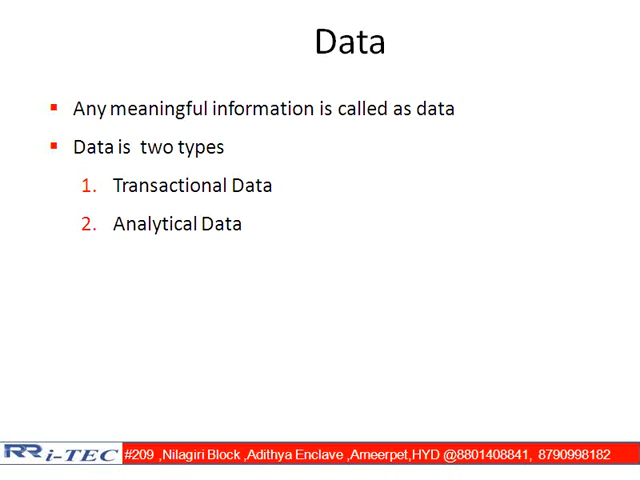 Data
Any meaningful information is called as data
Data is two types
1. Transactional Data
2. Analytical Data
RR i-TEC #209 ,Nilagiri Block ,Adithya Enclave ,Ameerpet,HYD @8801408841, 8790998182